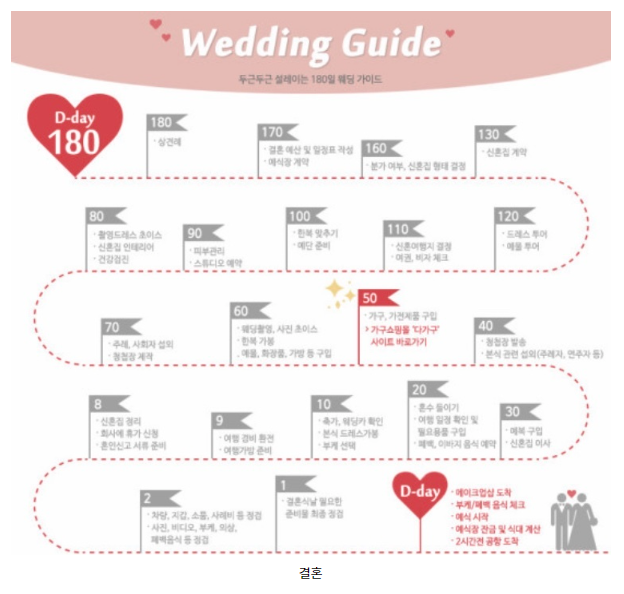 Wedding Guide
두근두근 설레이는 180일 웨딩 가이드
D-day
180
180
· 상견례
170
· 결혼 예산 및 일정표 작성
· 예식장 계약
160
· 분가 여부, 신혼집 형태 결정
130
· 신혼집 계약
120
· 드레스 투어
· 예물 투어
110
· 신혼여행지 결정
· 여권, 비자 체크
100
· 한복 맞추기
· 예단 준비
90
· 피부관리
· 스튜디오 예약
80
· 촬영드레스 초이스
· 신혼집 인테리어
· 건강검진
70
· 주례, 사회자 섭외
· 청첩장 제작
60
· 웨딩촬영, 사진 초이스
· 한복 가봉
. 예물, 화장품, 가방 등 구입
50
· 가구, 가전제품 구입
> 가구쇼핑몰 '다가구'
사이트 바로가기
40
· 청첩장 발송
· 본식 관련 섭외(주례자, 연주자 등)
30
· 예복 구입
· 신혼집 이사
20
· 혼수 들이기
· 여행 일정 확인 및
필요용품 구입
· 폐백, 이바지 음식 예약
10
· 축가, 웨딩카 확인
· 본식 드레스가봉
· 부케 선택
9
· 여행 경비 환전
· 여행가방 준비
8
· 신혼집 정리
· 회사에 휴가 신청
· 혼인신고 서류 준비
2
· 차량, 지갑, 소품, 사례비 등 점검
· 사진, 비디오, 부케, 의상,
폐백음식 등 점검
1
· 결혼식날 필요한
준비물 최종 점검
D-day
· 메이크업샵 도착
· 부케/폐백 음식 체크
· 예식 시작
· 예식장 잔금 및 식대 계산
· 2시간전 공항 도착
결혼